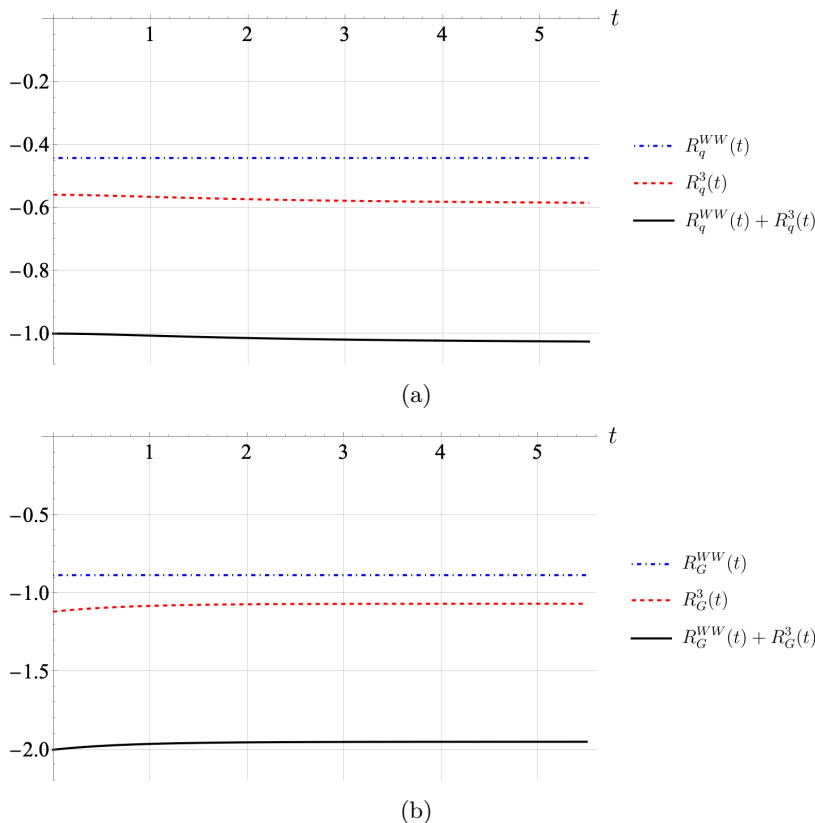 t
1 2 3 4 5
−0.2
−0.4
−0.6
−0.8
−1.0
R_q^{WW}(t)
R_q^3(t)
R_q^{WW}(t) + R_q^3(t)
(a)
t
1 2 3 4 5
−0.5
−1.0
−1.5
−2.0
R_G^{WW}(t)
R_G^3(t)
R_G^{WW}(t) + R_G^3(t)
(b)